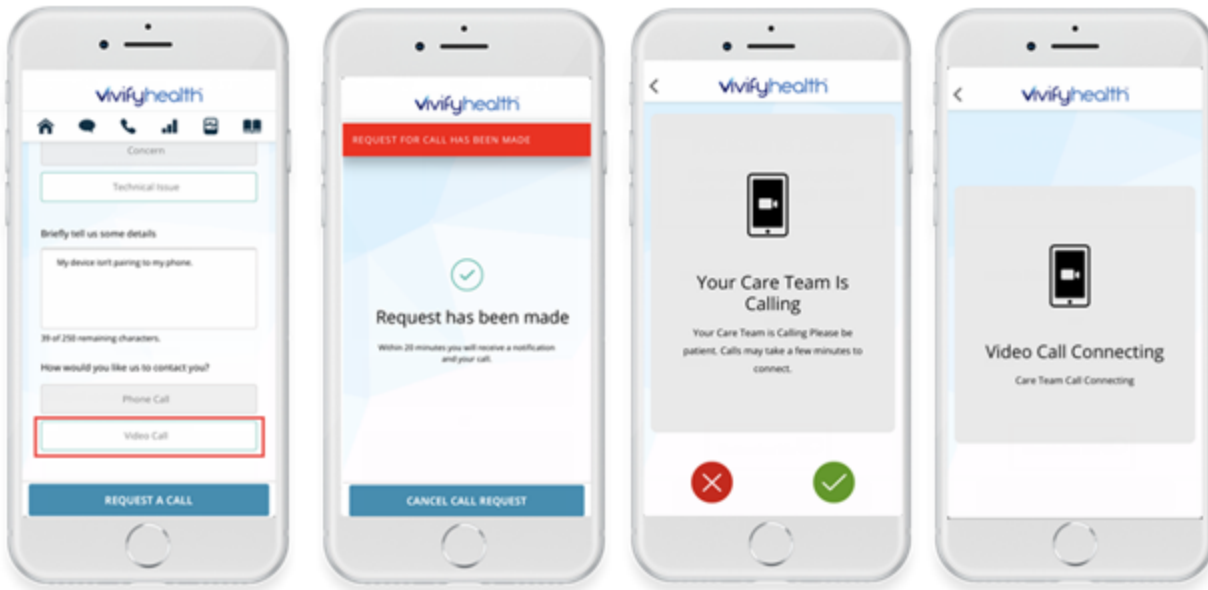 vivifyhealth
Concern
Technical Issue
Briefly tell us some details
My device isn't pairing to my phone.
39 of 250 remaining characters.
How would you like us to contact you?
Phone Call
Video Call
REQUEST A CALL
vivifyhealth
REQUEST FOR CALL HAS BEEN MADE
Request has been made
Within 20 minutes you will receive a notification
and your call.
CANCEL CALL REQUEST
vivifyhealth
Your Care Team Is
Calling
Your Care Team is Calling Please be
patient. Calls may take a few minutes to
connect.
vivifyhealth
Video Call Connecting
Care Team Call Connecting